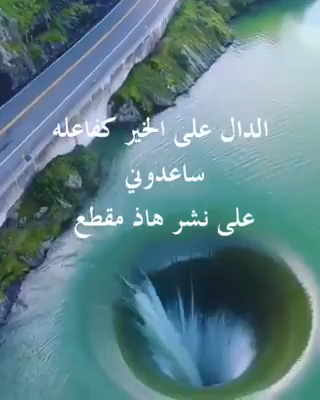 الدال على الخير كفاعله
ساعدوني
على نشر هاذ مقطع